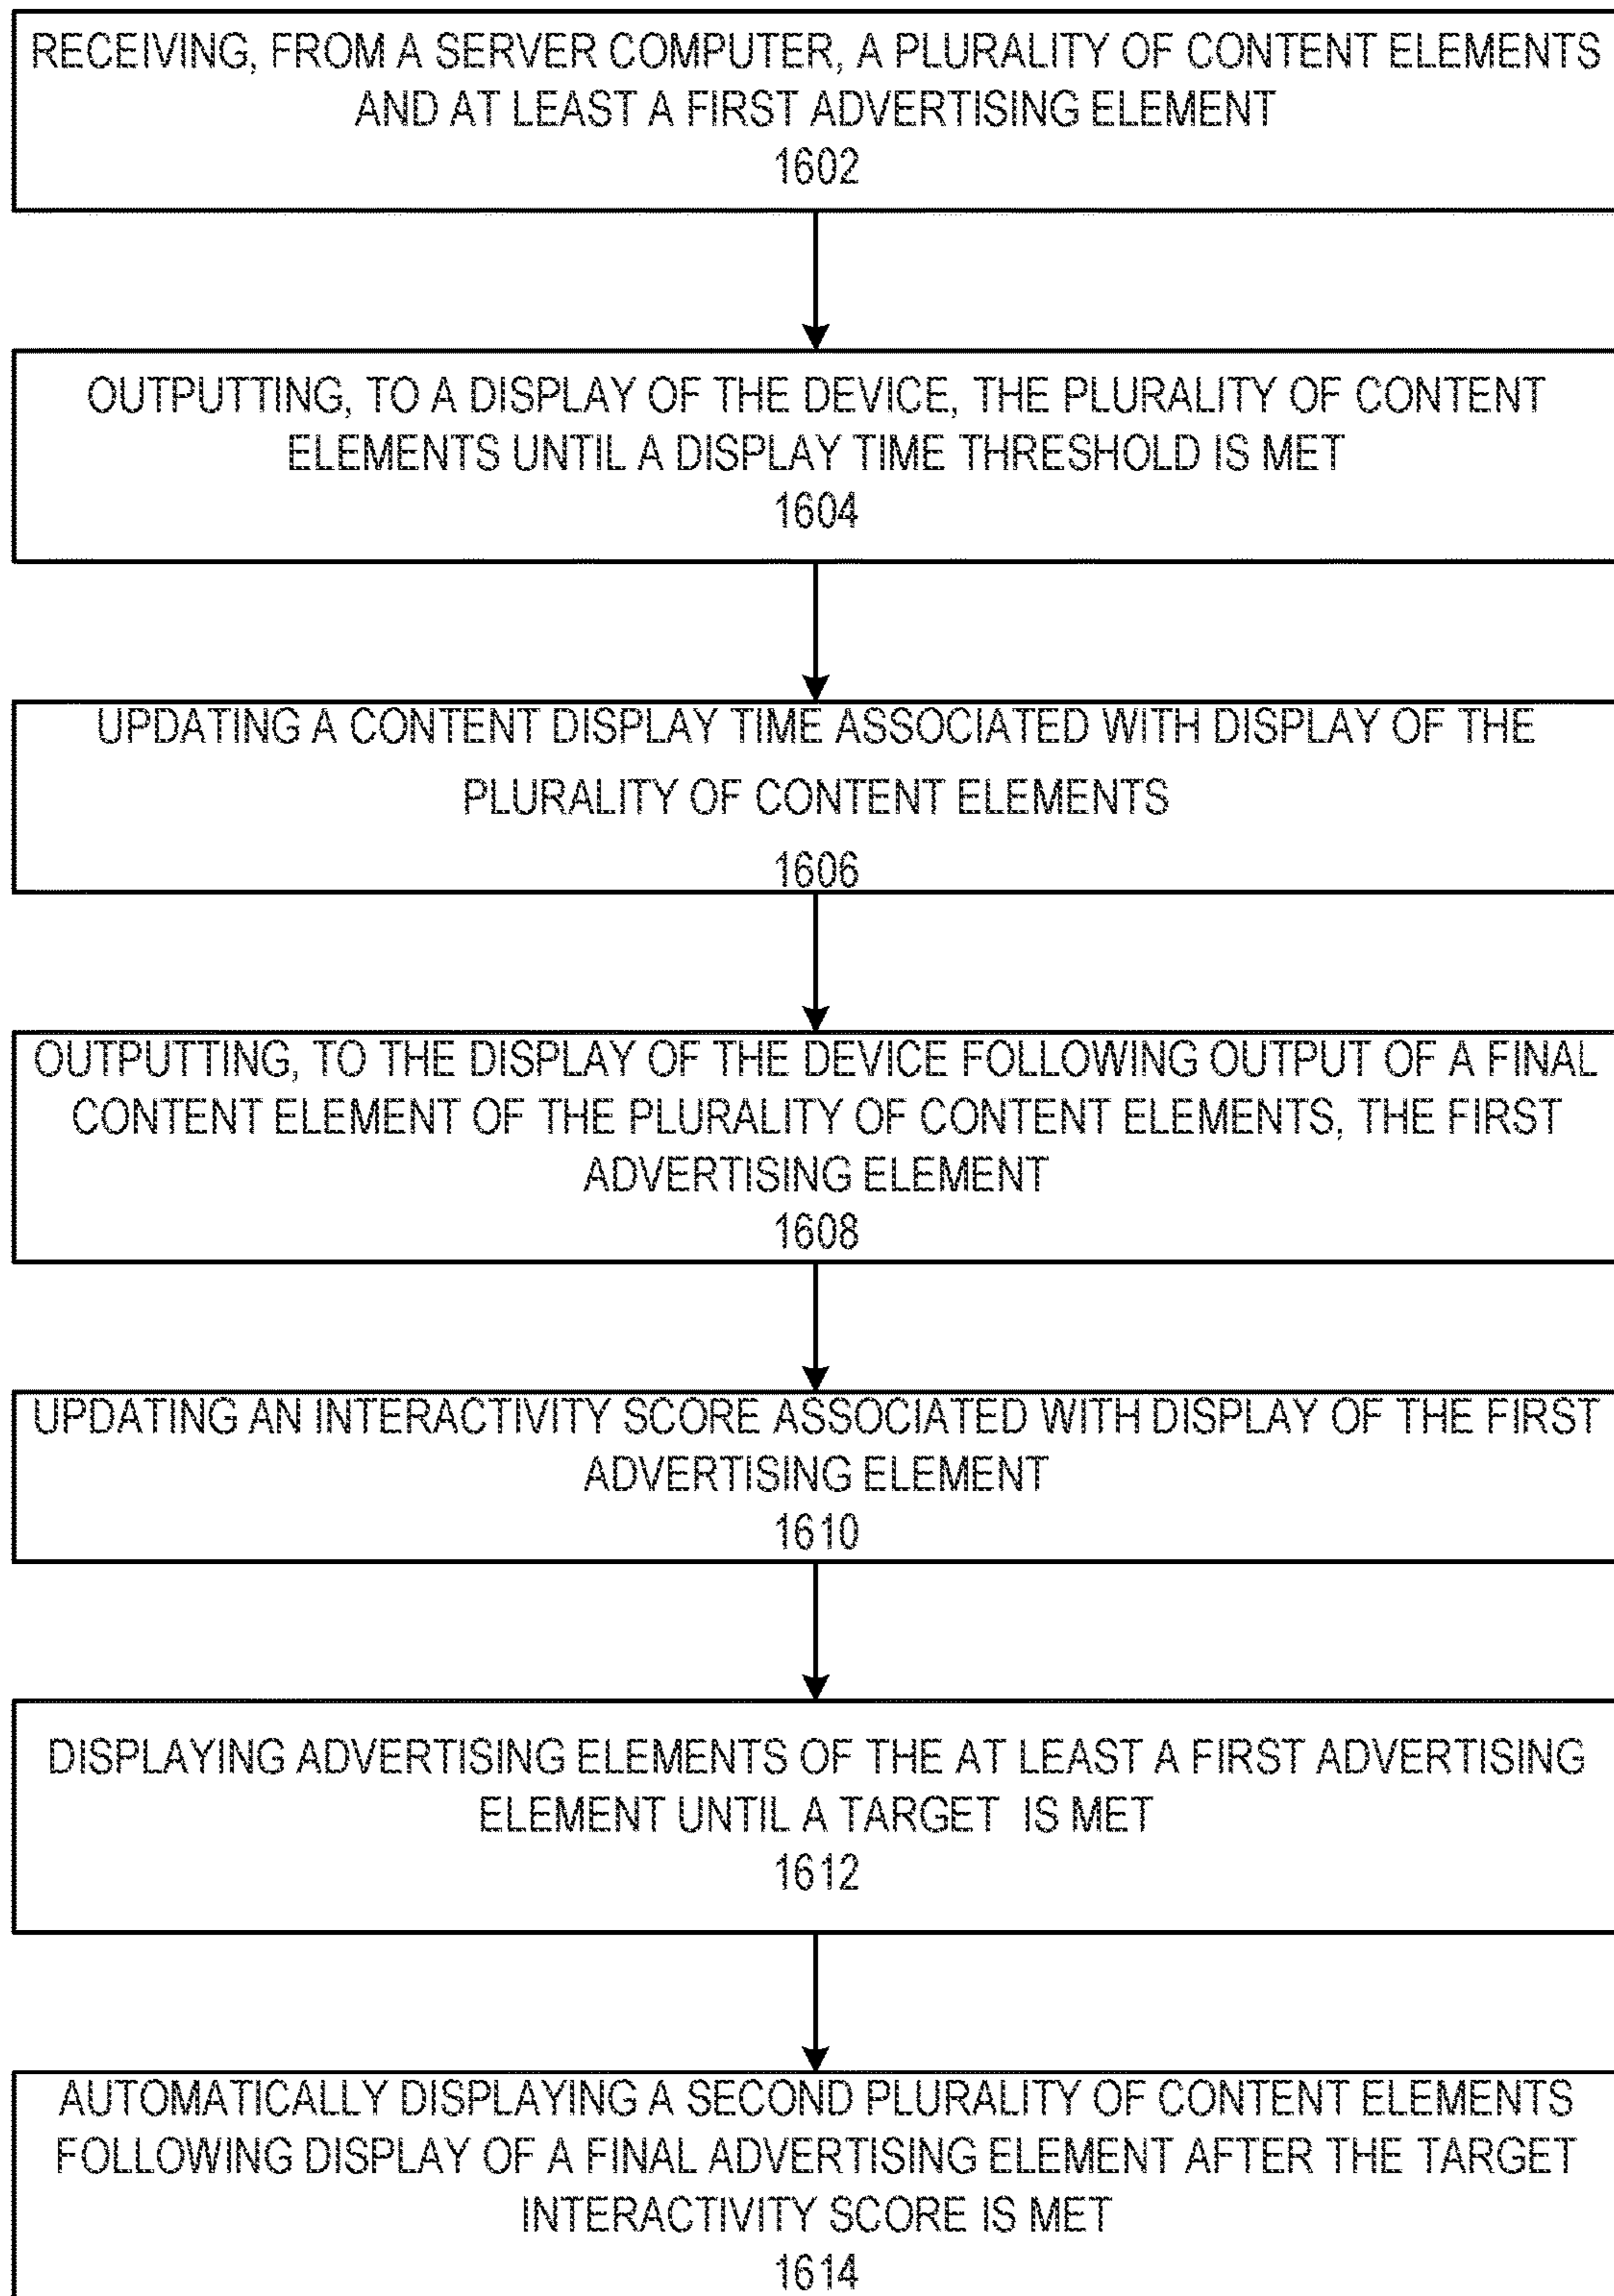 RECEIVING, FROM A SERVER COMPUTER, A PLURALITY OF CONTENT ELEMENTS
AND AT LEAST A FIRST ADVERTISING ELEMENT
1602
OUTPUTTING, TO A DISPLAY OF THE DEVICE, THE PLURALITY OF CONTENT
ELEMENTS UNTIL A DISPLAY TIME THRESHOLD IS MET
1604
UPDATING A CONTENT DISPLAY TIME ASSOCIATED WITH DISPLAY OF THE
PLURALITY OF CONTENT ELEMENTS
1606
OUTPUTTING, TO THE DISPLAY OF THE DEVICE FOLLOWING OUTPUT OF A FINAL
CONTENT ELEMENT OF THE PLURALITY OF CONTENT ELEMENTS, THE FIRST
ADVERTISING ELEMENT
1608
UPDATING AN INTERACTIVITY SCORE ASSOCIATED WITH DISPLAY OF THE FIRST
ADVERTISING ELEMENT
1610
DISPLAYING ADVERTISING ELEMENTS OF THE AT LEAST A FIRST ADVERTISING
ELEMENT UNTIL A TARGET IS MET
1612
AUTOMATICALLY DISPLAYING A SECOND PLURALITY OF CONTENT ELEMENTS
FOLLOWING DISPLAY OF A FINAL ADVERTISING ELEMENT AFTER THE TARGET
INTERACTIVITY SCORE IS MET
1614